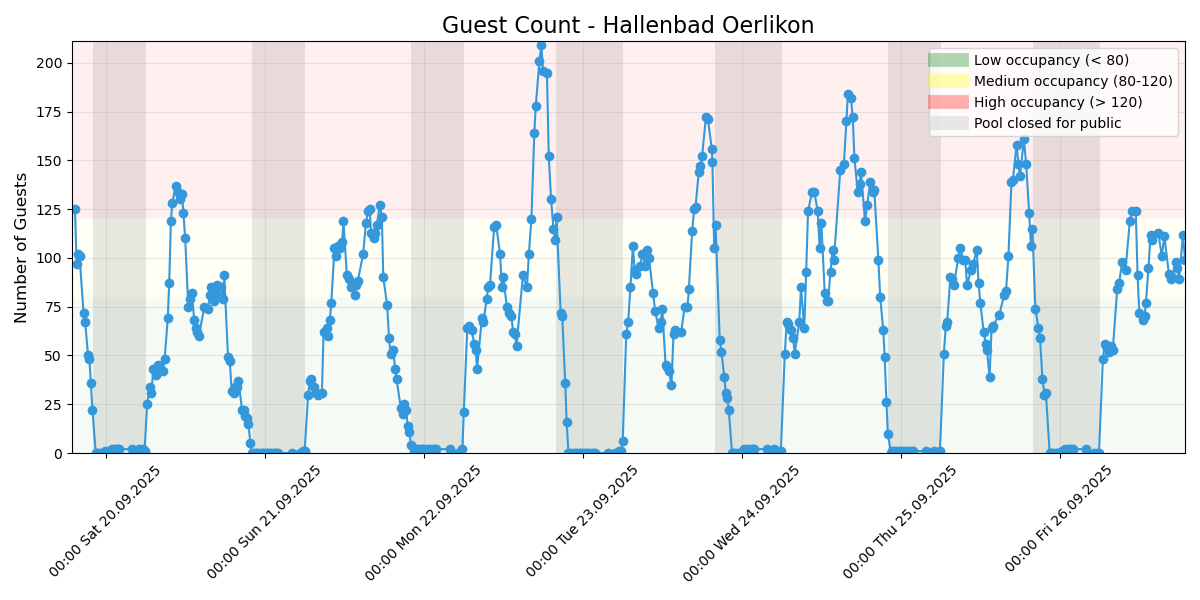 Guest Count - Hallenbad Oerlikon
Number of Guests
200
175
150
125
100
75
50
25
0
Low occupancy (< 80)
Medium occupancy (80-120)
High occupancy (> 120)
Pool closed for public
00:00 Sat 20.09.2025
00:00 Sun 21.09.2025
00:00 Mon 22.09.2025
00:00 Tue 23.09.2025
00:00 Wed 24.09.2025
00:00 Thu 25.09.2025
00:00 Fri 26.09.2025